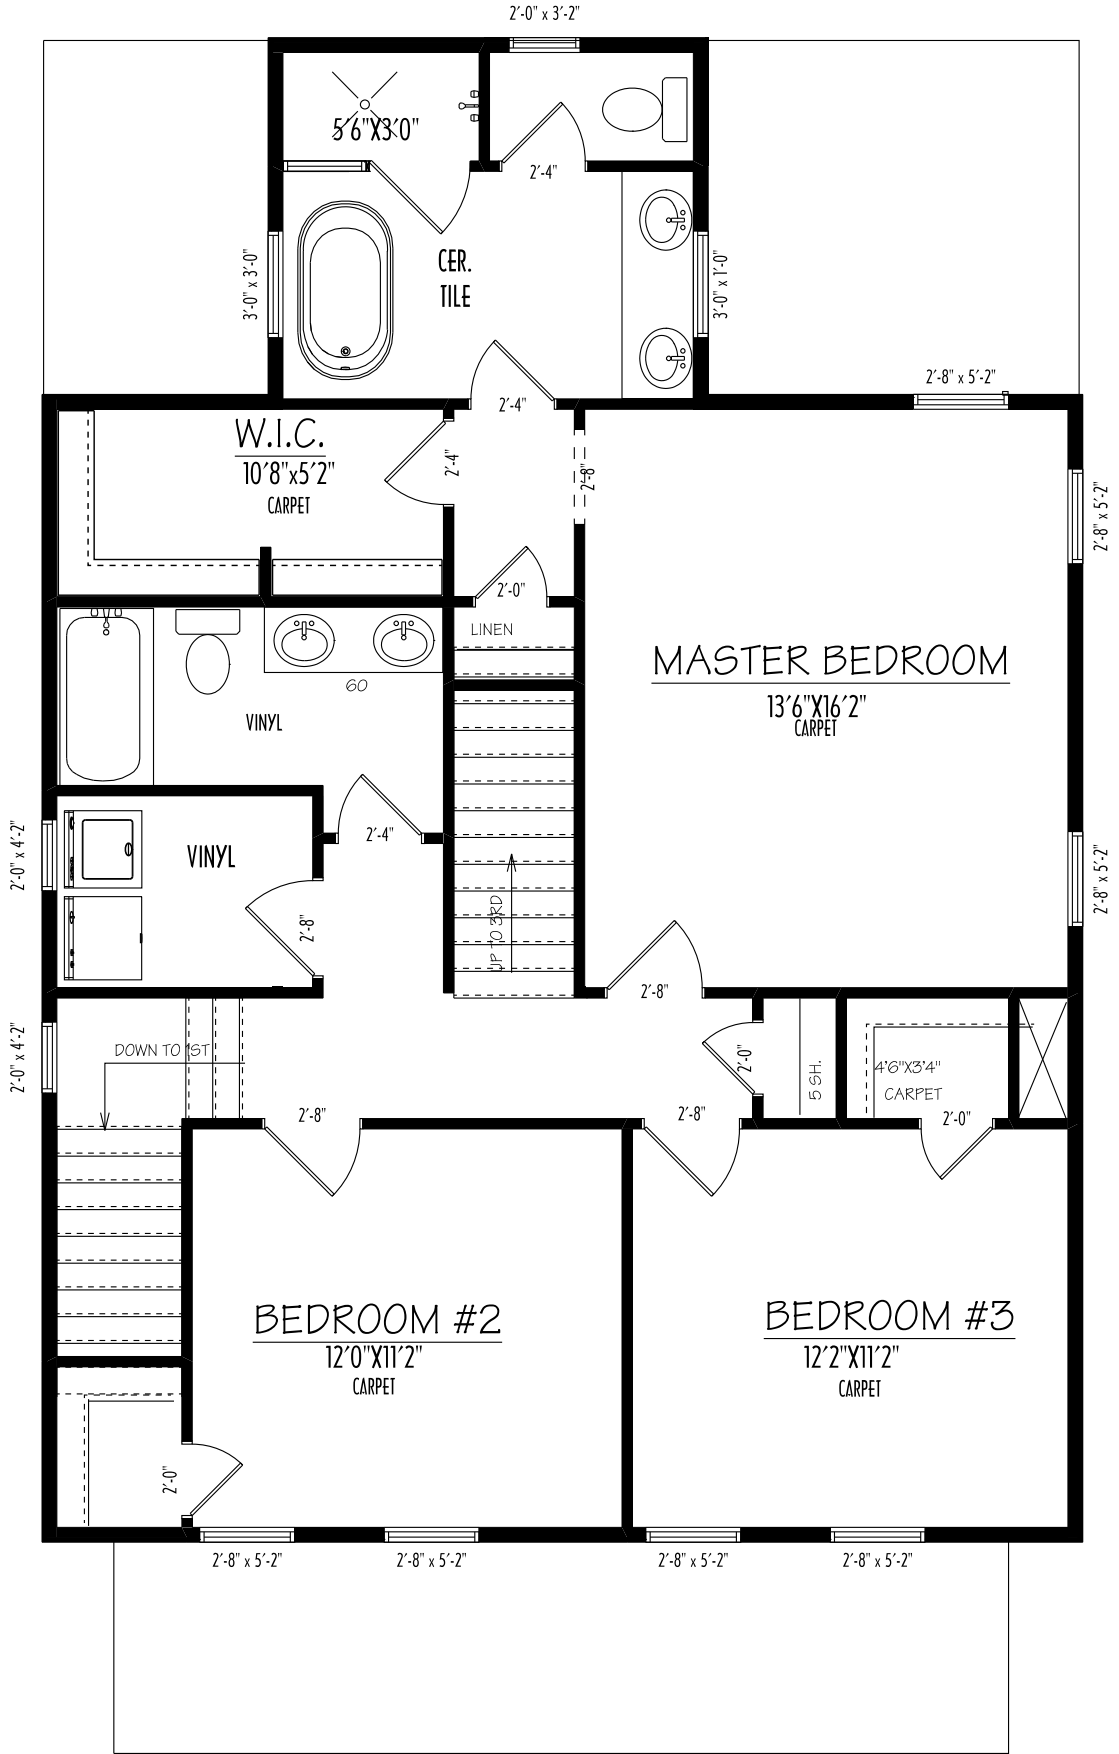 2'-0" x 3'-2"
5'6"X3'0"
2'-4"
3'-0" x 3'-0"
CER.
TILE
3'-0" x 1'-0"
2'-8" x 5'-2"
2'-4"
W.I.C.
10'8"x5'2"
CARPET
2'-4"
2'-8"
2'-8" x 5'-2"
2'-0"
LINEN
MASTER BEDROOM
13'6"X16'2"
CARPET
60
VINYL
2'-4"
2'-0" x 4'-2"
VINYL
2'-8"
UP TO 3RD
2'-8" x 5'-2"
2'-8"
2'-0" x 4'-2"
DOWN TO 1ST
2'-0"
5 SH.
4'6"X3'4"
CARPET
2'-8"
2'-8"
2'-0"
BEDROOM #2
12'0"X11'2"
CARPET
BEDROOM #3
12'2"X11'2"
CARPET
2'-0"
2'-8" x 5'-2"
2'-8" x 5'-2"
2'-8" x 5'-2"
2'-8" x 5'-2"